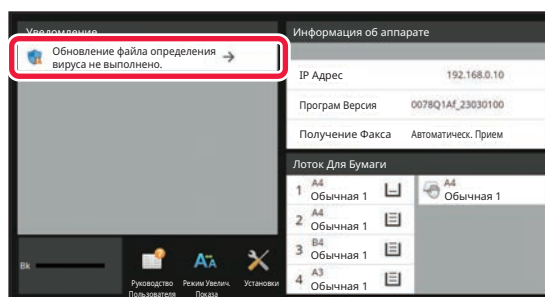 Уведомление
Обновление файла определения
вируса не выполнено.
Информация об аппарате
IP Адрес 192.168.0.10
Програм Версия 0078Q1Af_23030100
Получение Факса Автоматическ. Прием
Лоток Для Бумаги
1 A4 Обычная 1
A4 Обычная 1
2 A4 Обычная 1
3 B4 Обычная 1
4 A3 Обычная 1
Bk
Руководство Пользователя
Режим Увелич. Показа
Установки